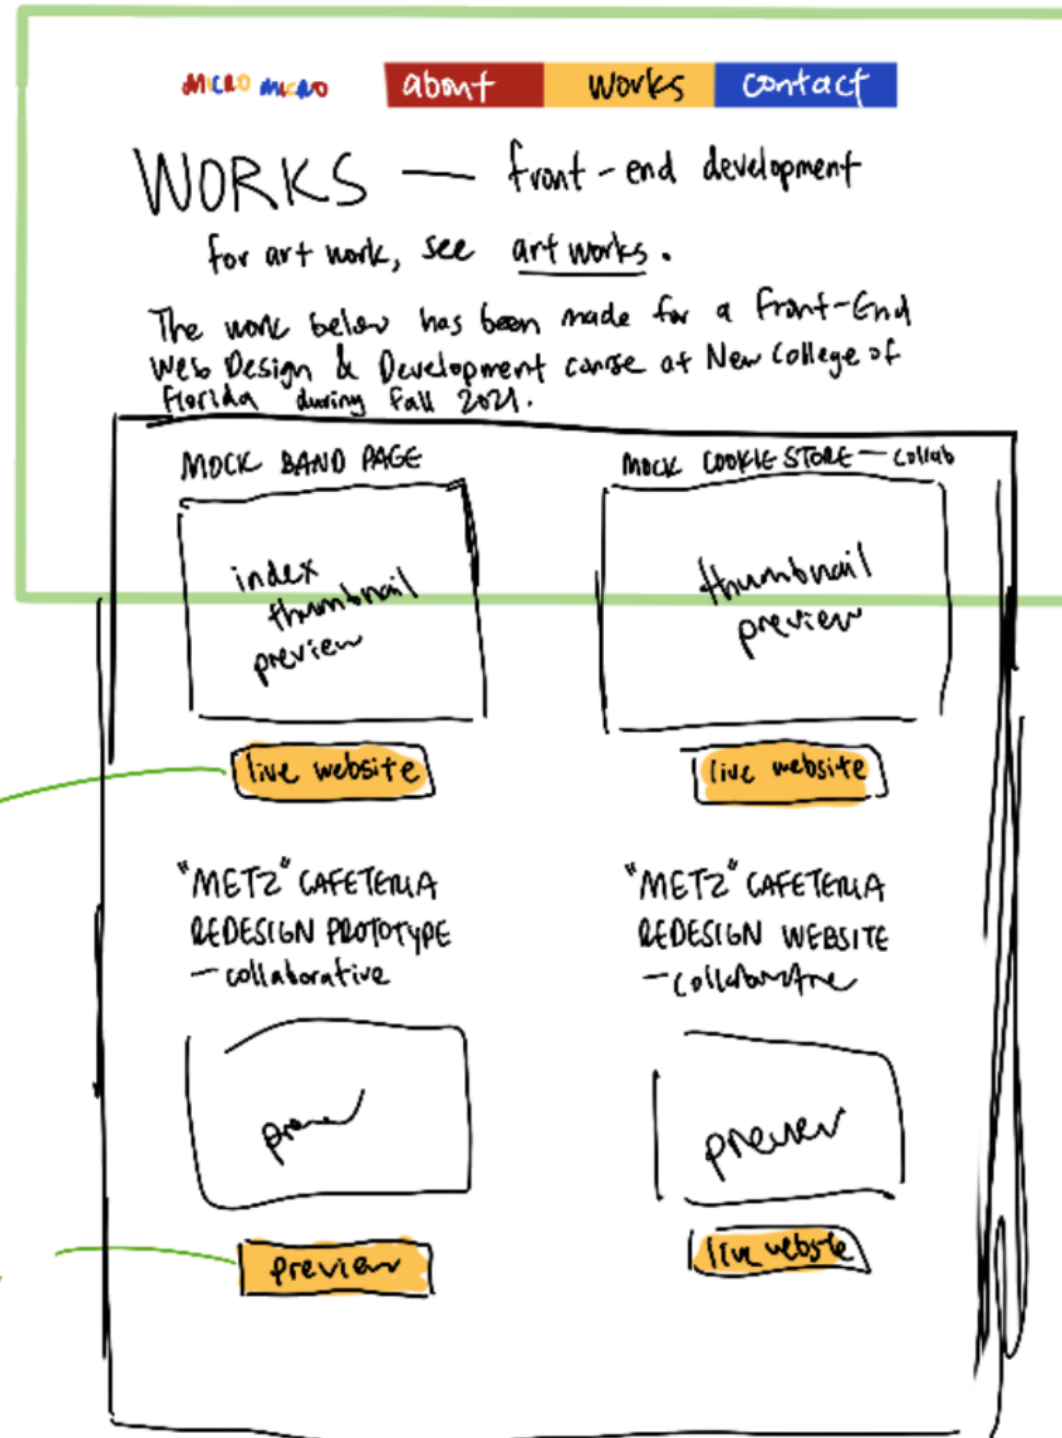 MICRO MICRO about works contact
WORKS — front-end development
for art work, see art works.
The work below has been made for a Front-End
Web Design & Development course at New College of
Florida during Fall 2021.
MOCK BAND PAGE
index
thumbnail
preview
live website
MOCK COOKIE STORE — collab
thumbnail
preview
live website
"METZ" CAFETERIA
REDESIGN PROTOTYPE
— collaborative
preview
preview
"METZ" CAFETERIA
REDESIGN WEBSITE
— collaborative
preview
live website